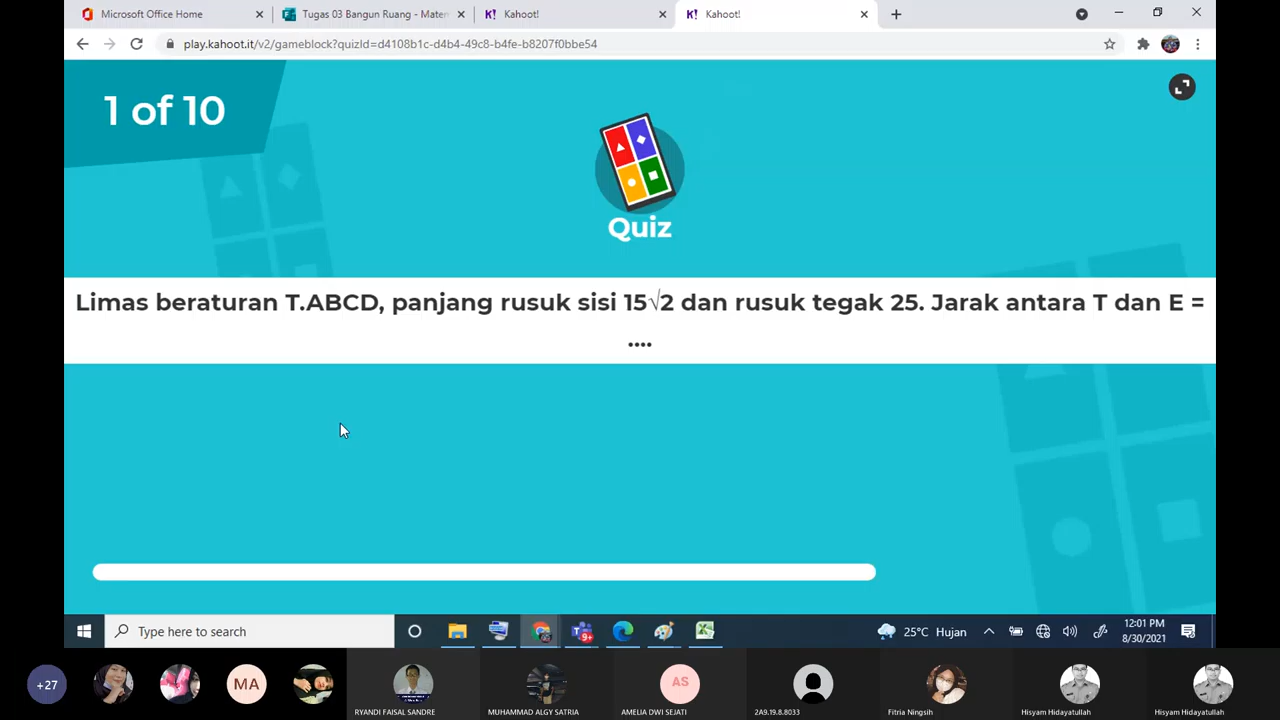 Microsoft Office Home
Tugas 03 Bangun Ruang - Matem
Kahoot!
Kahoot!
play.kahoot.it/v2/gameblock?quizId=d4108b1c-d4b4-49c8-b4fe-b8207f0bbe54
1 of 10
Quiz
Limas beraturan T.ABCD, panjang rusuk sisi 15√2 dan rusuk tegak 25. Jarak antara T dan E =
....
Type here to search
9+
25°C Hujan
12:01 PM
8/30/2021
+27
MA
AS
RYANDI FAISAL SANDRE
MUHAMMAD ALGY SATRIA
AMELIA DWI SEJATI
2A9.19.8.8033
Fitria Ningsih
Hisyam Hidayatullah
Hisyam Hidayatullah